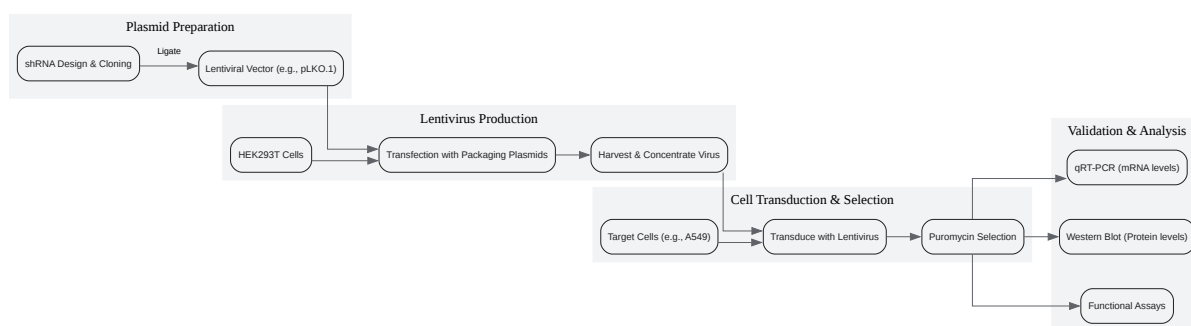 Plasmid Preparation
shRNA Design & Cloning
Ligate
Lentiviral Vector (e.g., pLKO.1)
Lentivirus Production
HEK293T Cells
Transfection with Packaging Plasmids
Harvest & Concentrate Virus
Cell Transduction & Selection
Target Cells (e.g., A549)
Transduce with Lentivirus
Puromycin Selection
Validation & Analysis
qRT-PCR (mRNA levels)
Western Blot (Protein levels)
Functional Assays